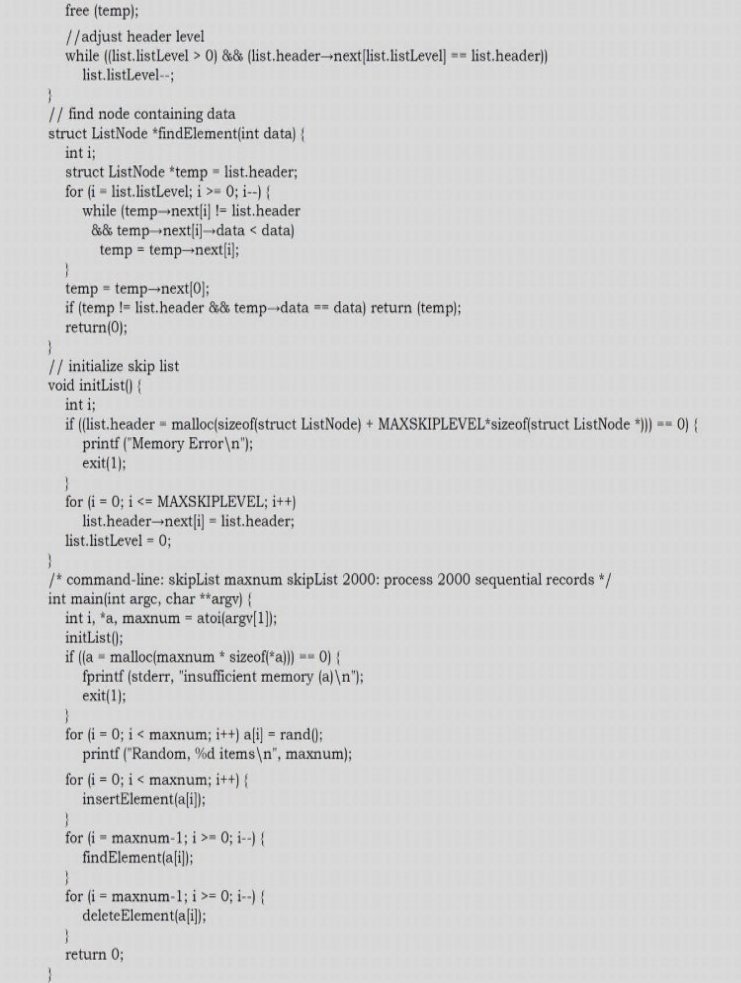 free (temp);
//adjust header level
while ((list.listLevel > 0) && (list.header→next[list.listLevel] == list.header))
list.listLevel--;
}
// find node containing data
struct ListNode *findElement(int data) {
int i;
struct ListNode *temp = list.header;
for (i = list.listLevel; i >= 0; i--) {
while (temp→next[i] != list.header
&& temp→next[i]→data < data)
temp = temp→next[i];
}
temp = temp→next[0];
if (temp != list.header && temp→data == data) return (temp);
return(0);
}
// initialize skip list
void initList() {
int i;
if ((list.header = malloc(sizeof(struct ListNode) + MAXSKIPLEVEL*sizeof(struct ListNode *))) == 0) {
printf ("Memory Error\n");
exit(1);
}
for (i = 0; i <= MAXSKIPLEVEL; i++)
list.header→next[i] = list.header;
list.listLevel = 0;
}
/* command-line: skipList maxnum skipList 2000: process 2000 sequential records */
int main(int argc, char **argv) {
int i, *a, maxnum = atoi(argv[1]);
initList();
if ((a = malloc(maxnum * sizeof(*a))) == 0) {
fprintf (stderr, "insufficient memory (a)\n");
exit(1);
}
for (i = 0; i < maxnum; i++) a[i] = rand();
printf ("Random, %d items\n", maxnum);
for (i = 0; i < maxnum; i++) {
insertElement(a[i]);
}
for (i = maxnum-1; i >= 0; i--) {
findElement(a[i]);
}
for (i = maxnum-1; i >= 0; i--) {
deleteElement(a[i]);
}
return 0;
}